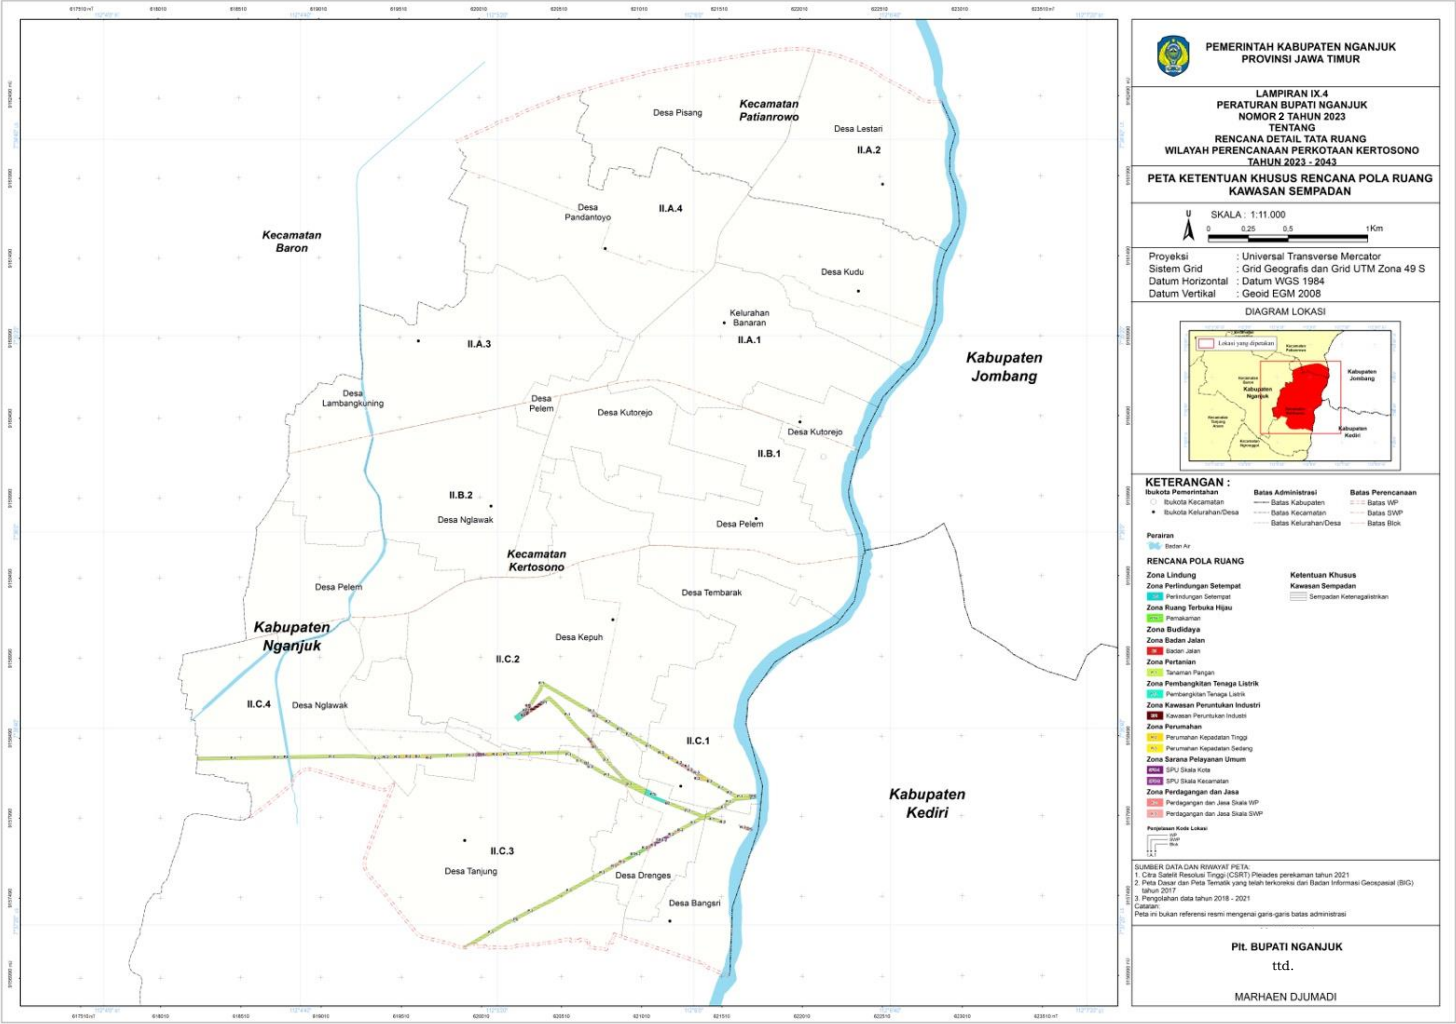 Kecamatan
Patianrowo
Desa Pisang
Desa Lestari
II.A.2
Desa
Pandantoyo
II.A.4
Kecamatan
Baron
Desa Kudu
Kelurahan
Banaran
II.A.1
II.A.3
Kabupaten
Jombang
Desa
Lambangkuning
Desa
Pelem
Desa Kutorejo
Desa Kutorejo
II.B.1
II.B.2
Desa Nglawak
Desa Pelem
Kecamatan
Kertosono
Desa Pelem
Desa Tembarak
Kabupaten
Nganjuk
Desa Kepuh
II.C.2
II.C.4
Desa Nglawak
II.C.1
Kabupaten
Kediri
II.C.3
Desa Tanjung
Desa Drenges
Desa Bangsri
PEMERINTAH KABUPATEN NGANJUK
PROVINSI JAWA TIMUR
LAMPIRAN IX.4
PERATURAN BUPATI NGANJUK
NOMOR 2 TAHUN 2023
TENTANG
RENCANA DETAIL TATA RUANG
WILAYAH PERENCANAAN PERKOTAAN KERTOSONO
TAHUN 2023 - 2043
PETA KETENTUAN KHUSUS RENCANA POLA RUANG
KAWASAN SEMPADAN
U
SKALA : 1:11.000
0 0,25 0,5 1 Km
Proyeksi : Universal Transverse Mercator
Sistem Grid : Grid Geografis dan Grid UTM Zona 49 S
Datum Horizontal : Datum WGS 1984
Datum Vertikal : Geoid EGM 2008
DIAGRAM LOKASI
Lokasi yang dipetakan
Kabupaten
Jombang
Kabupaten
Nganjuk
Kabupaten
Kediri
KETERANGAN :
Ibukota Pemerintahan
Ibukota Kecamatan
Ibukota Kelurahan/Desa
Batas Administrasi
Batas Kabupaten
Batas Kecamatan
Batas Kelurahan/Desa
Batas Perencanaan
Batas WP
Batas SWP
Batas Blok
Perairan
Badan Air
RENCANA POLA RUANG
Zona Lindung
Zona Perlindungan Setempat
Perlindungan Setempat
Zona Ruang Terbuka Hijau
Pemakaman
Zona Budidaya
Zona Badan Jalan
Badan Jalan
Zona Pertanian
Tanaman Pangan
Zona Pembangkitan Tenaga Listrik
Pembangkitan Tenaga Listrik
Zona Kawasan Peruntukan Industri
Kawasan Peruntukan Industri
Zona Perumahan
Perumahan Kepadatan Tinggi
Perumahan Kepadatan Sedang
Zona Sarana Pelayanan Umum
SPU Skala Kota
SPU Skala Kecamatan
Zona Perdagangan dan Jasa
Perdagangan dan Jasa Skala WP
Perdagangan dan Jasa Skala SWP
Ketentuan Khusus
Kawasan Sempadan
Sempadan Ketenagalistrikan
Penjelasan Kode Lokasi
WP
SWP
Blok
SUMBER DATA DAN RIWAYAT PETA:
1. Citra Satelit Resolusi Tinggi (CSRT) Pleiades perekaman tahun 2021
2. Peta Dasar dan Peta Tematik yang telah terkoreksi dari Badan Informasi Geospasial (BIG)
tahun 2017
3. Pengolahan data tahun 2018 - 2021
Catatan:
Peta ini bukan referensi resmi mengenai garis-garis batas administrasi
Plt. BUPATI NGANJUK
ttd.
MARHAEN DJUMADI